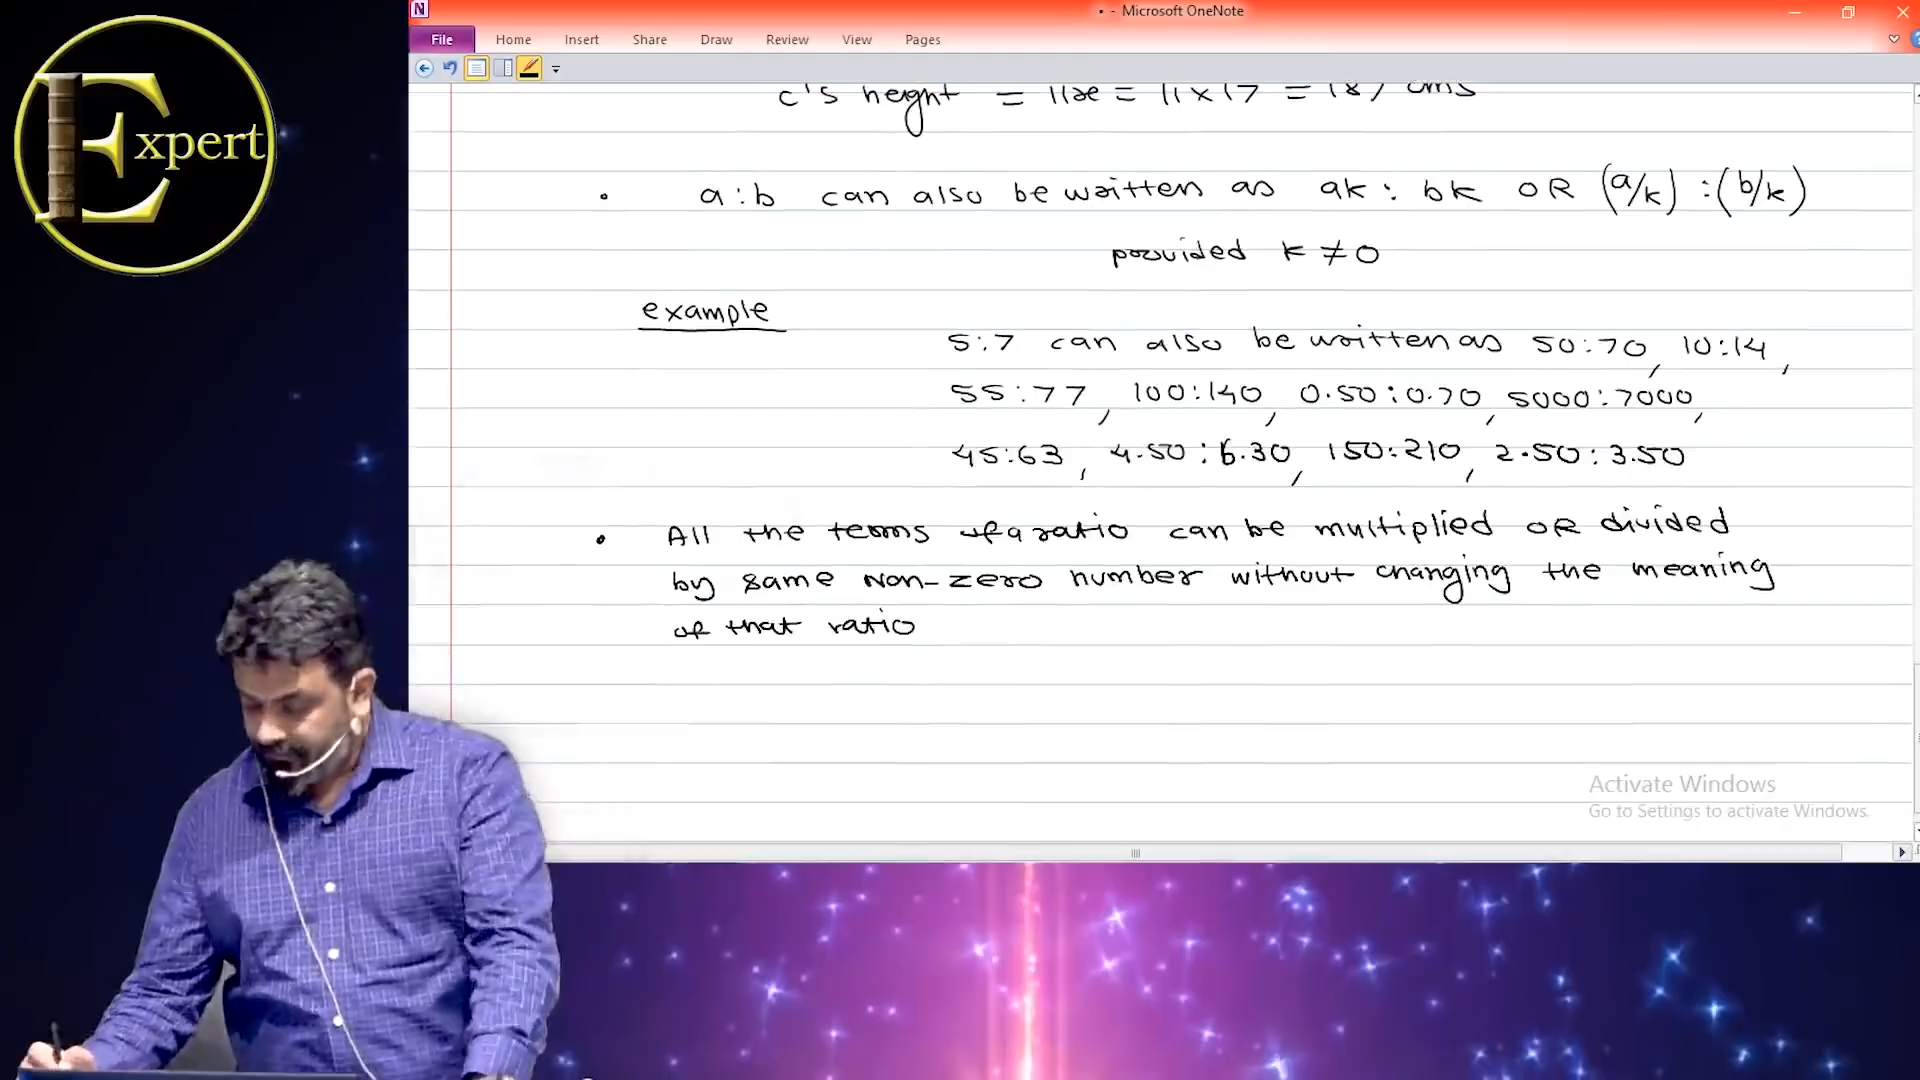 Expert
N
- Microsoft OneNote
File Home Insert Share Draw Review View Pages
c's height = 11x = 11×17 = 187 cms
• a:b can also be written as ak : bk OR (a/k) : (b/k)
provided k ≠ 0
example
5:7 can also be written as 50:70, 10:14,
55:77, 100:140, 0.50:0.70, 5000:7000,
45:63, 4.50:6.30, 150:210, 2.50:3.50
• All the terms of a ratio can be multiplied OR divided
by same Non-zero number without changing the meaning
of that ratio
Activate Windows
Go to Settings to activate Windows.